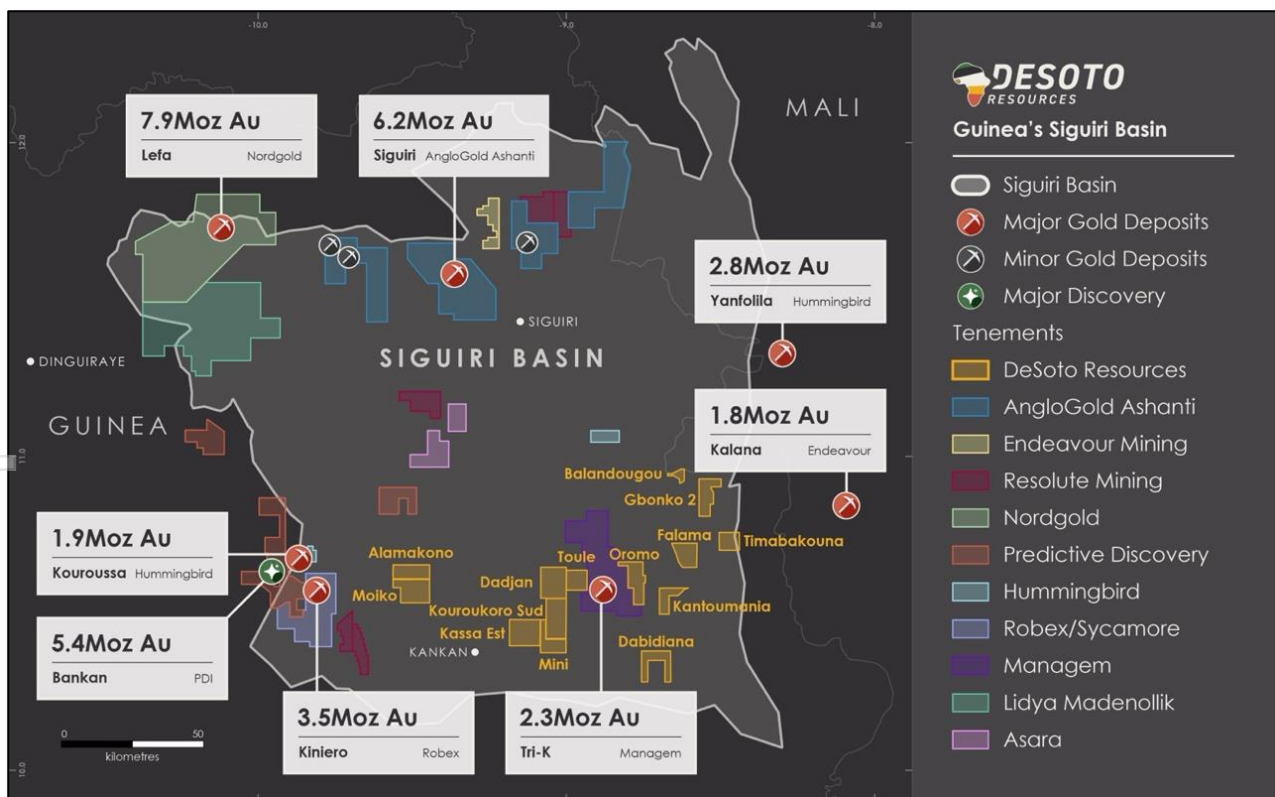 -10.0
-9.0
-8.0
12.0
11.0
10.0
MALI
7.9Moz Au
Lefa Nordgold
6.2Moz Au
Siguiri AngloGold Ashanti
2.8Moz Au
Yanfolila Hummingbird
SIGUIRI
SIGUIRI BASIN
DINGUIRAYE
GUINEA
1.8Moz Au
Kalana Endeavour
Balandougou
Gbonko 2
Falama
Timabakouna
1.9Moz Au
Kouroussa Hummingbird
Alamakono
Moiko
Toule
Oromo
Dadjan
Kouroukoro Sud
Kantoumania
Kassa Est
KANKAN
Mini
Dabidiana
5.4Moz Au
Bankan PDI
3.5Moz Au
Kiniero Robex
2.3Moz Au
Tri-K Managem
0 50
kilometres
DESOTO
RESOURCES
Guinea's Siguiri Basin
Siguiri Basin
Major Gold Deposits
Minor Gold Deposits
Major Discovery
Tenements
DeSoto Resources
AngloGold Ashanti
Endeavour Mining
Resolute Mining
Nordgold
Predictive Discovery
Hummingbird
Robex/Sycamore
Managem
Lidya Madenollik
Asara